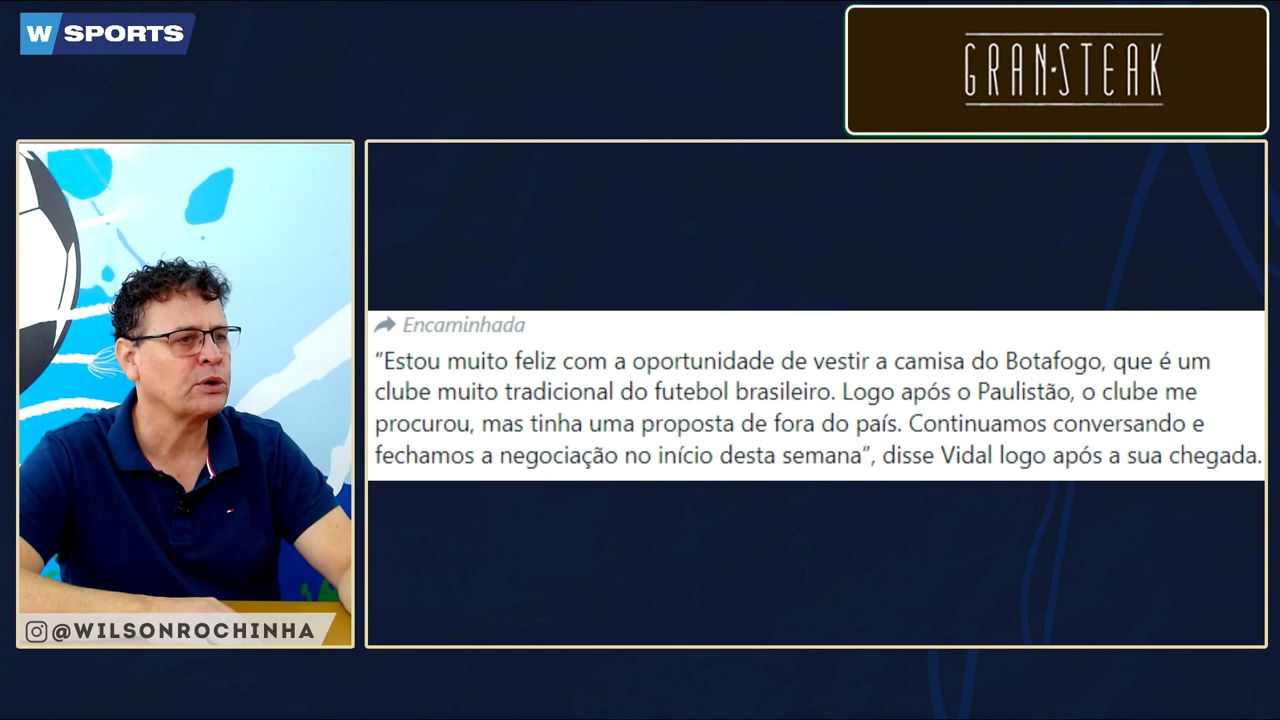 W SPORTS
GRAN·STEAK
Encaminhada
“Estou muito feliz com a oportunidade de vestir a camisa do Botafogo, que é um
clube muito tradicional do futebol brasileiro. Logo após o Paulistão, o clube me
procurou, mas tinha uma proposta de fora do país. Continuamos conversando e
fechamos a negociação no início desta semana”, disse Vidal logo após a sua chegada.
@WILSONROCHINHA